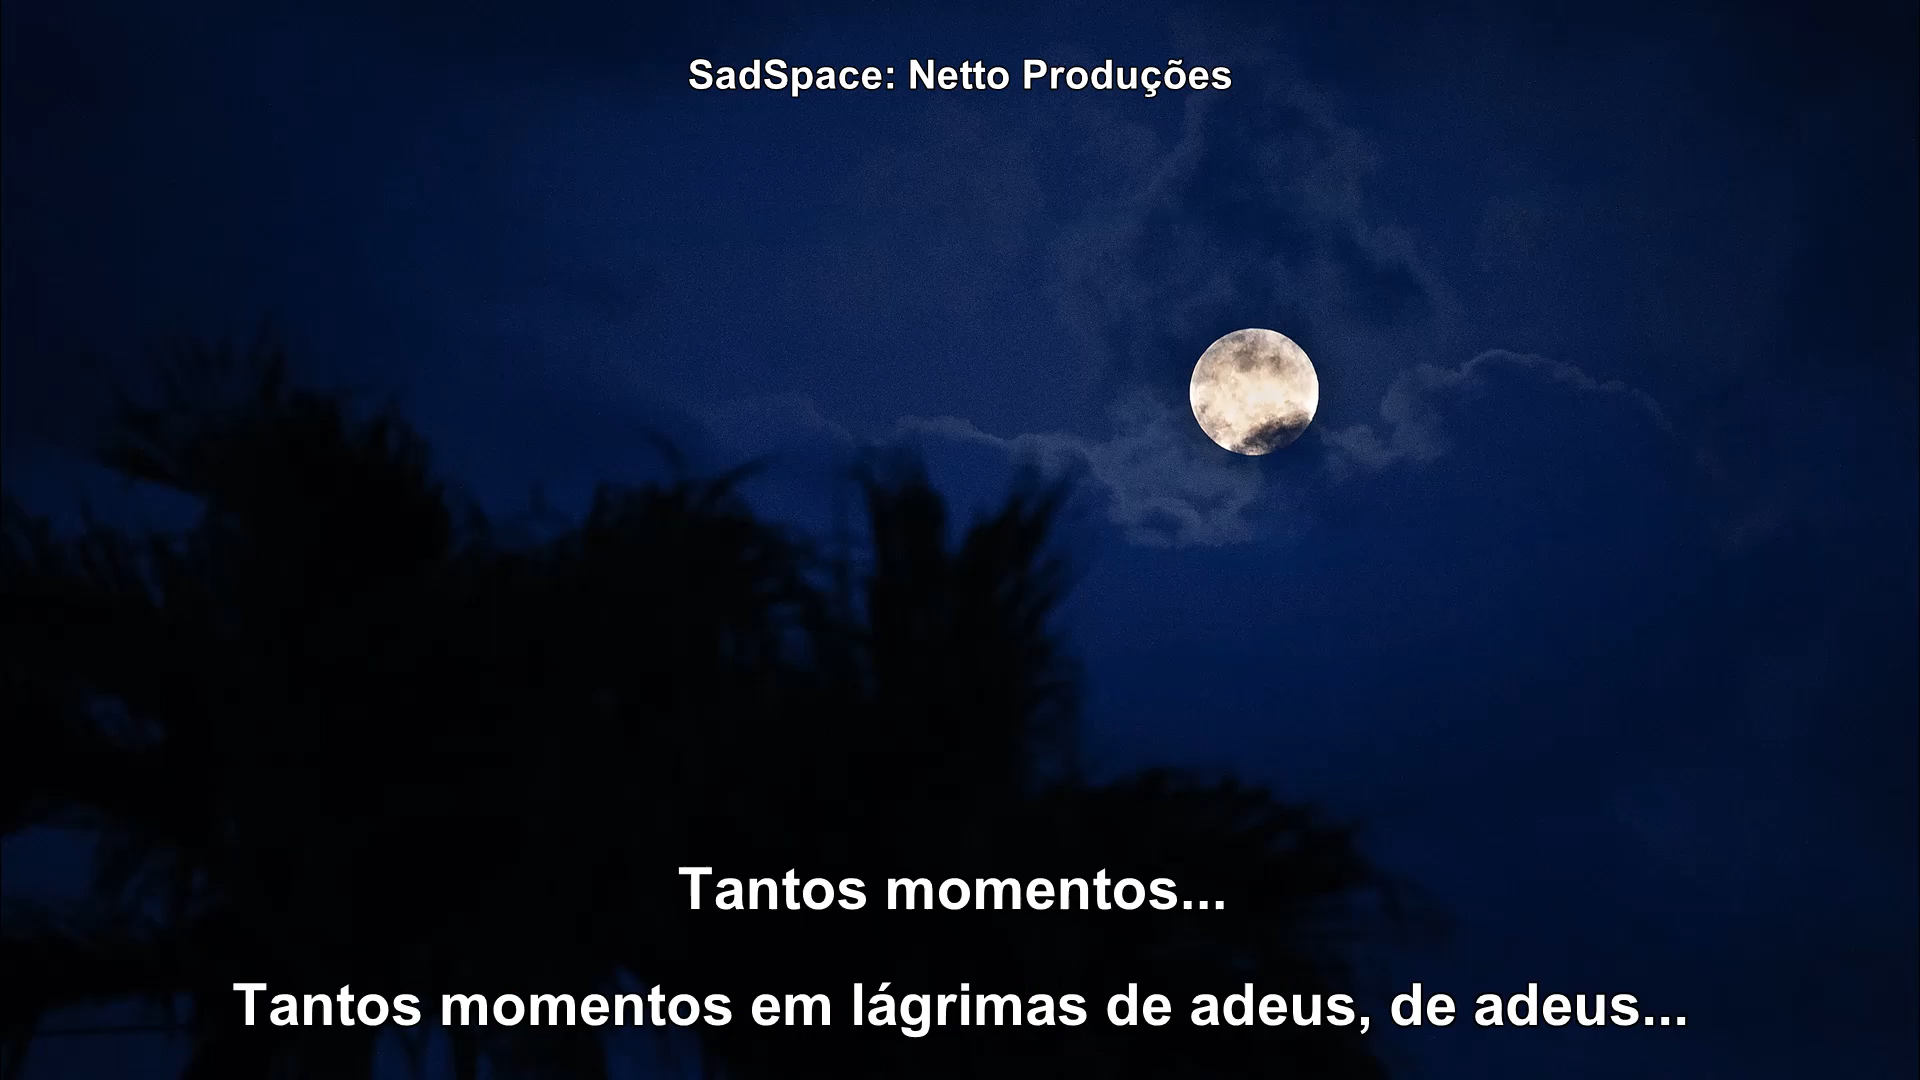 SadSpace: Netto Produções
Tantos momentos...
Tantos momentos em lágrimas de adeus, de adeus...